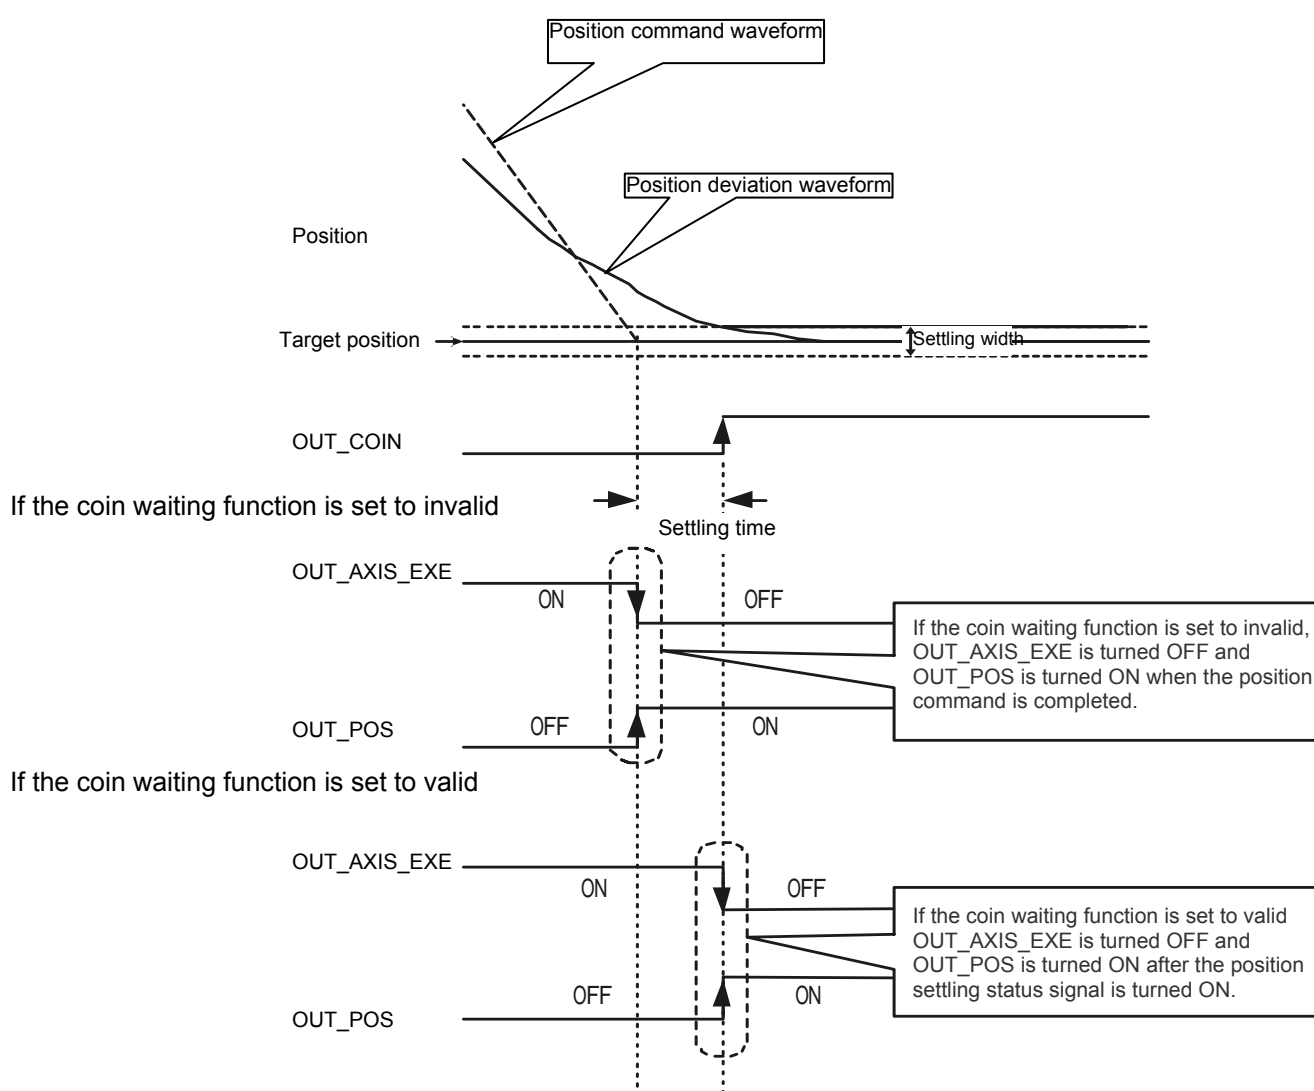 Position command waveform
Position deviation waveform
Position
Target position
Settling width
OUT_COIN
If the coin waiting function is set to invalid
Settling time
OUT_AXIS_EXE
ON
OFF
If the coin waiting function is set to invalid,
OUT_AXIS_EXE is turned OFF and
OUT_POS is turned ON when the position
command is completed.
OUT_POS
OFF
ON
If the coin waiting function is set to valid
OUT_AXIS_EXE
ON
OFF
If the coin waiting function is set to valid
OUT_AXIS_EXE is turned OFF and
OUT_POS is turned ON after the position
settling status signal is turned ON.
OFF
ON
OUT_POS